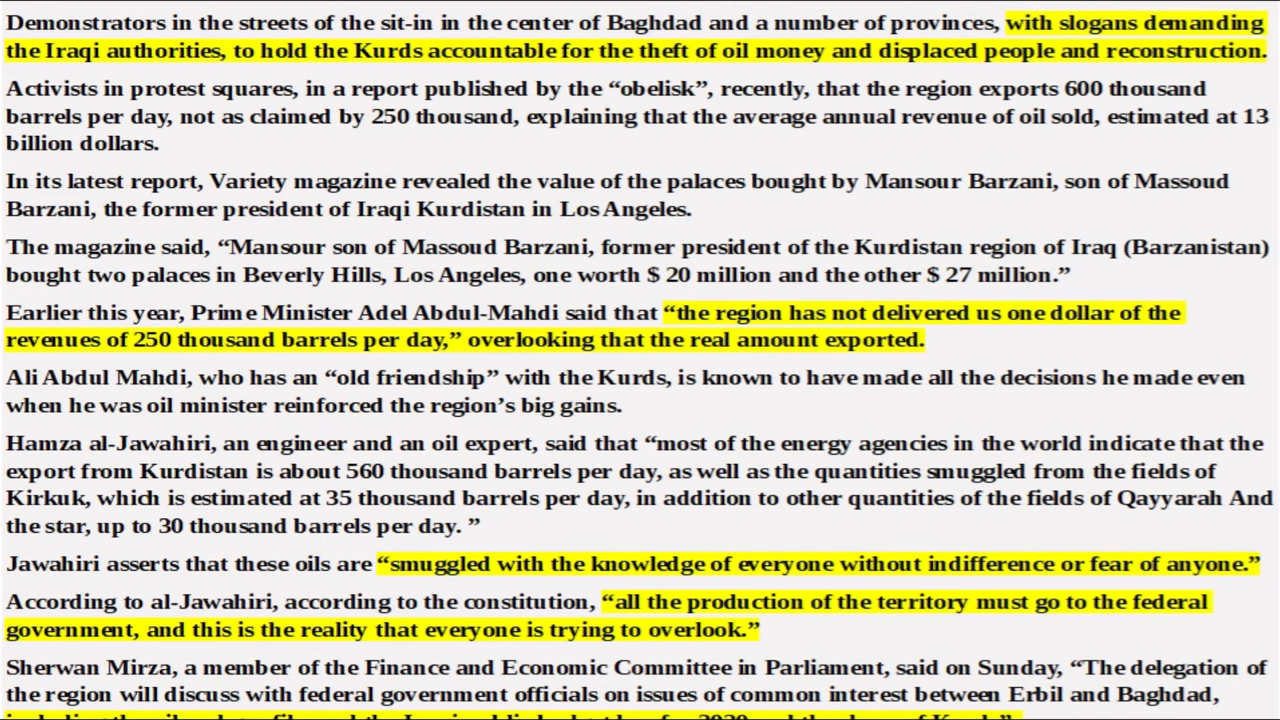 Demonstrators in the streets of the sit-in in the center of Baghdad and a number of provinces, with slogans demanding
the Iraqi authorities, to hold the Kurds accountable for the theft of oil money and displaced people and reconstruction.
Activists in protest squares, in a report published by the “obelisk”, recently, that the region exports 600 thousand
barrels per day, not as claimed by 250 thousand, explaining that the average annual revenue of oil sold, estimated at 13
billion dollars.
In its latest report, Variety magazine revealed the value of the palaces bought by Mansour Barzani, son of Massoud
Barzani, the former president of Iraqi Kurdistan in Los Angeles.
The magazine said, “Mansour son of Massoud Barzani, former president of the Kurdistan region of Iraq (Barzanistan)
bought two palaces in Beverly Hills, Los Angeles, one worth $ 20 million and the other $ 27 million.”
Earlier this year, Prime Minister Adel Abdul-Mahdi said that “the region has not delivered us one dollar of the
revenues of 250 thousand barrels per day,” overlooking that the real amount exported.
Ali Abdul Mahdi, who has an “old friendship” with the Kurds, is known to have made all the decisions he made even
when he was oil minister reinforced the region’s big gains.
Hamza al-Jawahiri, an engineer and an oil expert, said that “most of the energy agencies in the world indicate that the
export from Kurdistan is about 560 thousand barrels per day, as well as the quantities smuggled from the fields of
Kirkuk, which is estimated at 35 thousand barrels per day, in addition to other quantities of the fields of Qayyarah And
the star, up to 30 thousand barrels per day. ”
Jawahiri asserts that these oils are “smuggled with the knowledge of everyone without indifference or fear of anyone.”
According to al-Jawahiri, according to the constitution, “all the production of the territory must go to the federal
government, and this is the reality that everyone is trying to overlook.”
Sherwan Mirza, a member of the Finance and Economic Committee in Parliament, said on Sunday, “The delegation of
the region will discuss with federal government officials on issues of common interest between Erbil and Baghdad,